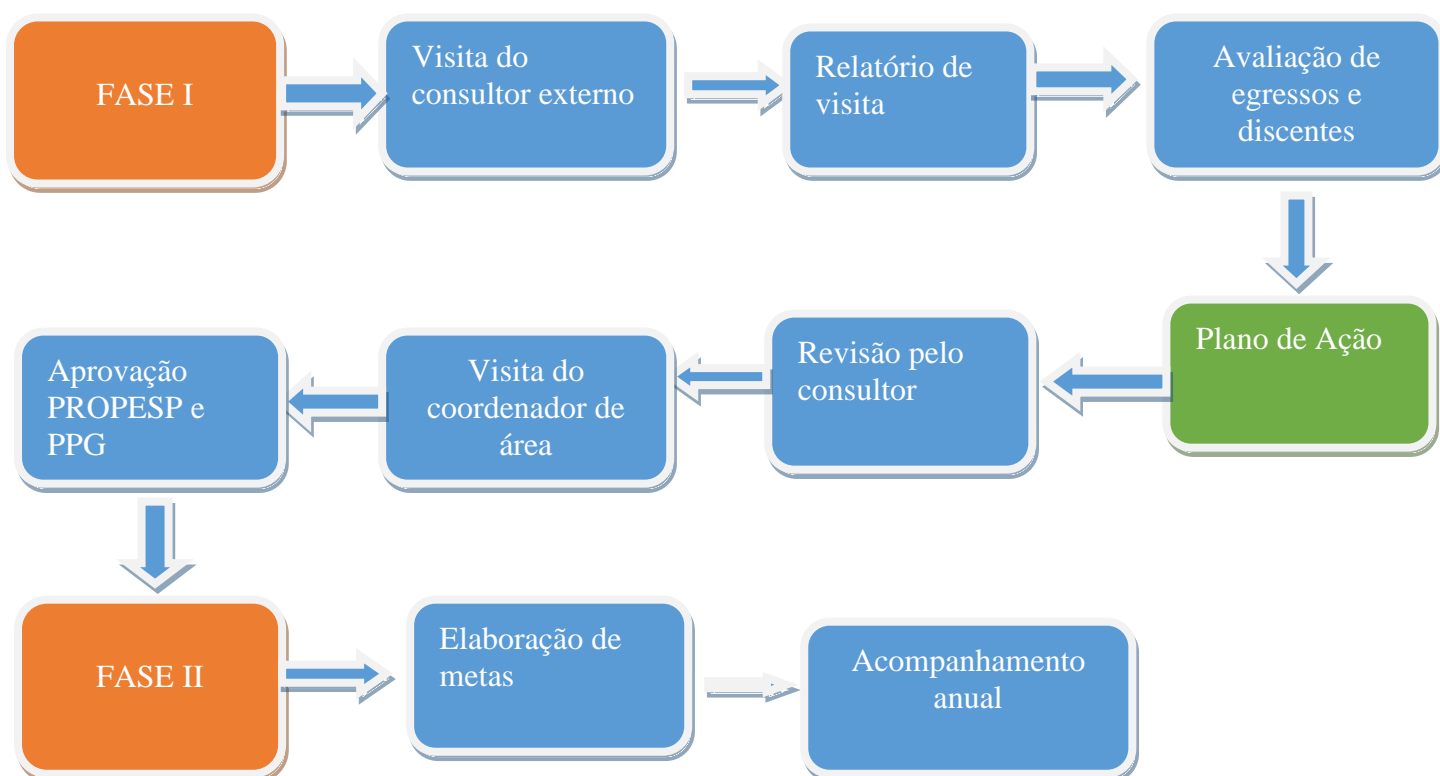 FASE I
Visita do
consultor externo
Relatório de
visita
Avaliação de
egressos e
discentes
Plano de Ação
Revisão pelo
consultor
Visita do
coordenador de
área
Aprovação
PROPESP e
PPG
FASE II
Elaboração de
metas
Acompanhamento
anual